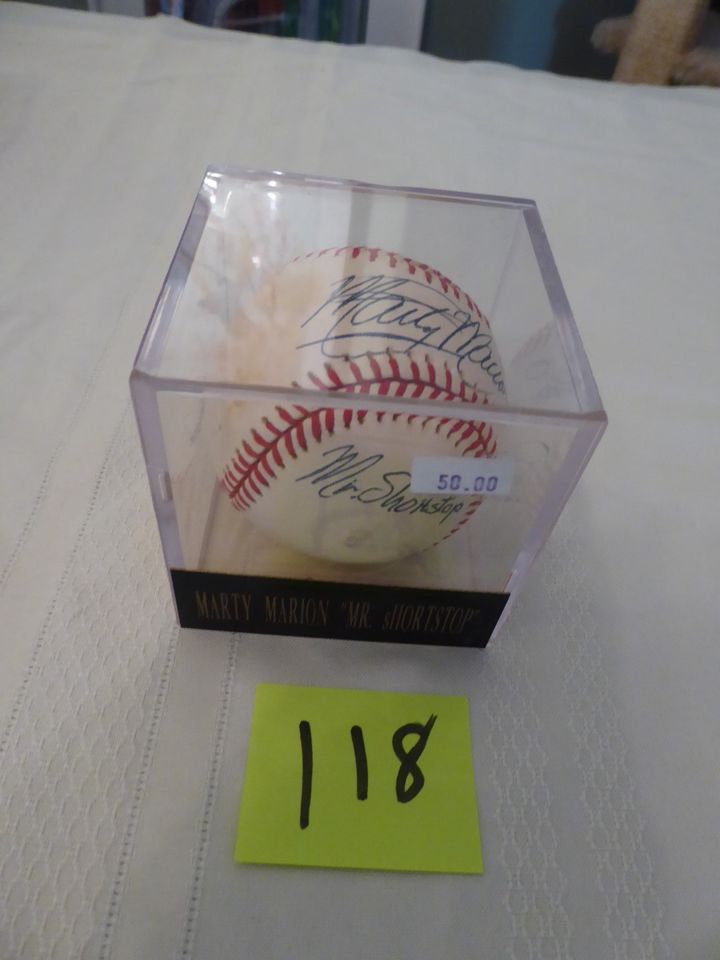 Marty Marion
Mr. Shortstop
50.00
MARTY MARION "MR. sHORTSTOP"
118